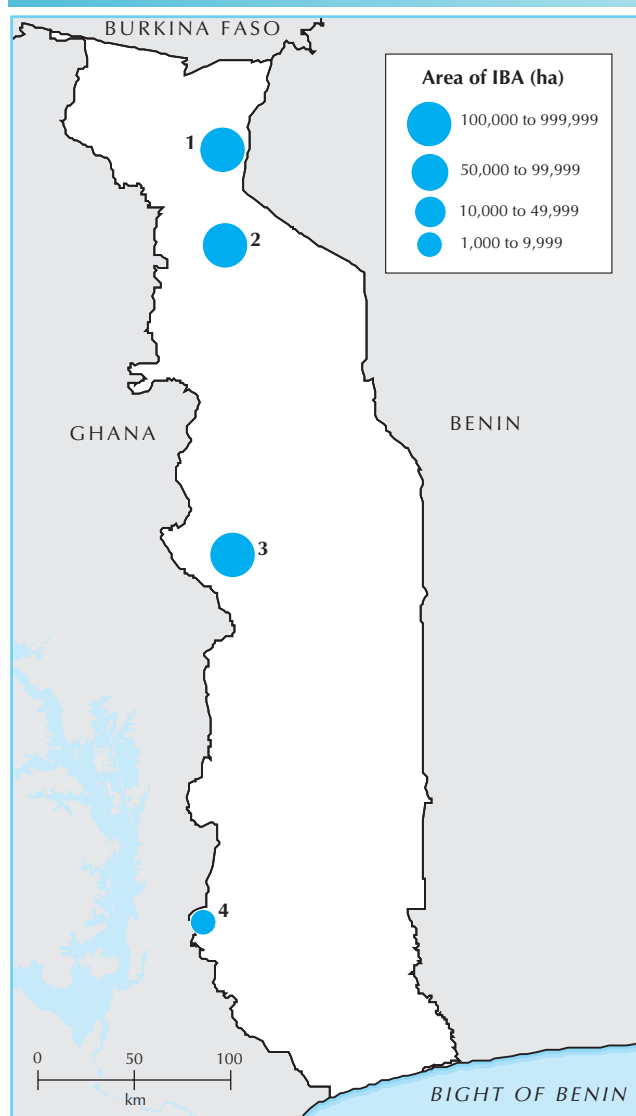 BURKINA FASO
Area of IBA (ha)
100,000 to 999,999
50,000 to 99,999
10,000 to 49,999
1,000 to 9,999
1
2
GHANA
BENIN
3
4
0 50 100
km
BIGHT OF BENIN